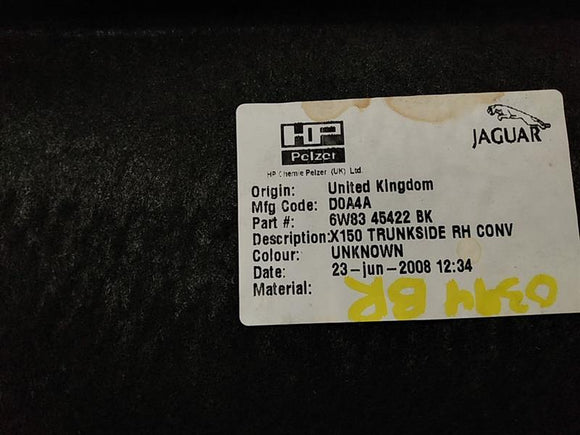 HP
Pelzer
HP Chemie Pelzer (UK) Ltd.
JAGUAR
Origin: United Kingdom
Mfg Code: D0A4A
Part #: 6W83 45422 BK
Description: X150 TRUNKSIDE RH CONV
Colour: UNKNOWN
Date: 23-jun-2008 12:34
Material:
03A4 BR